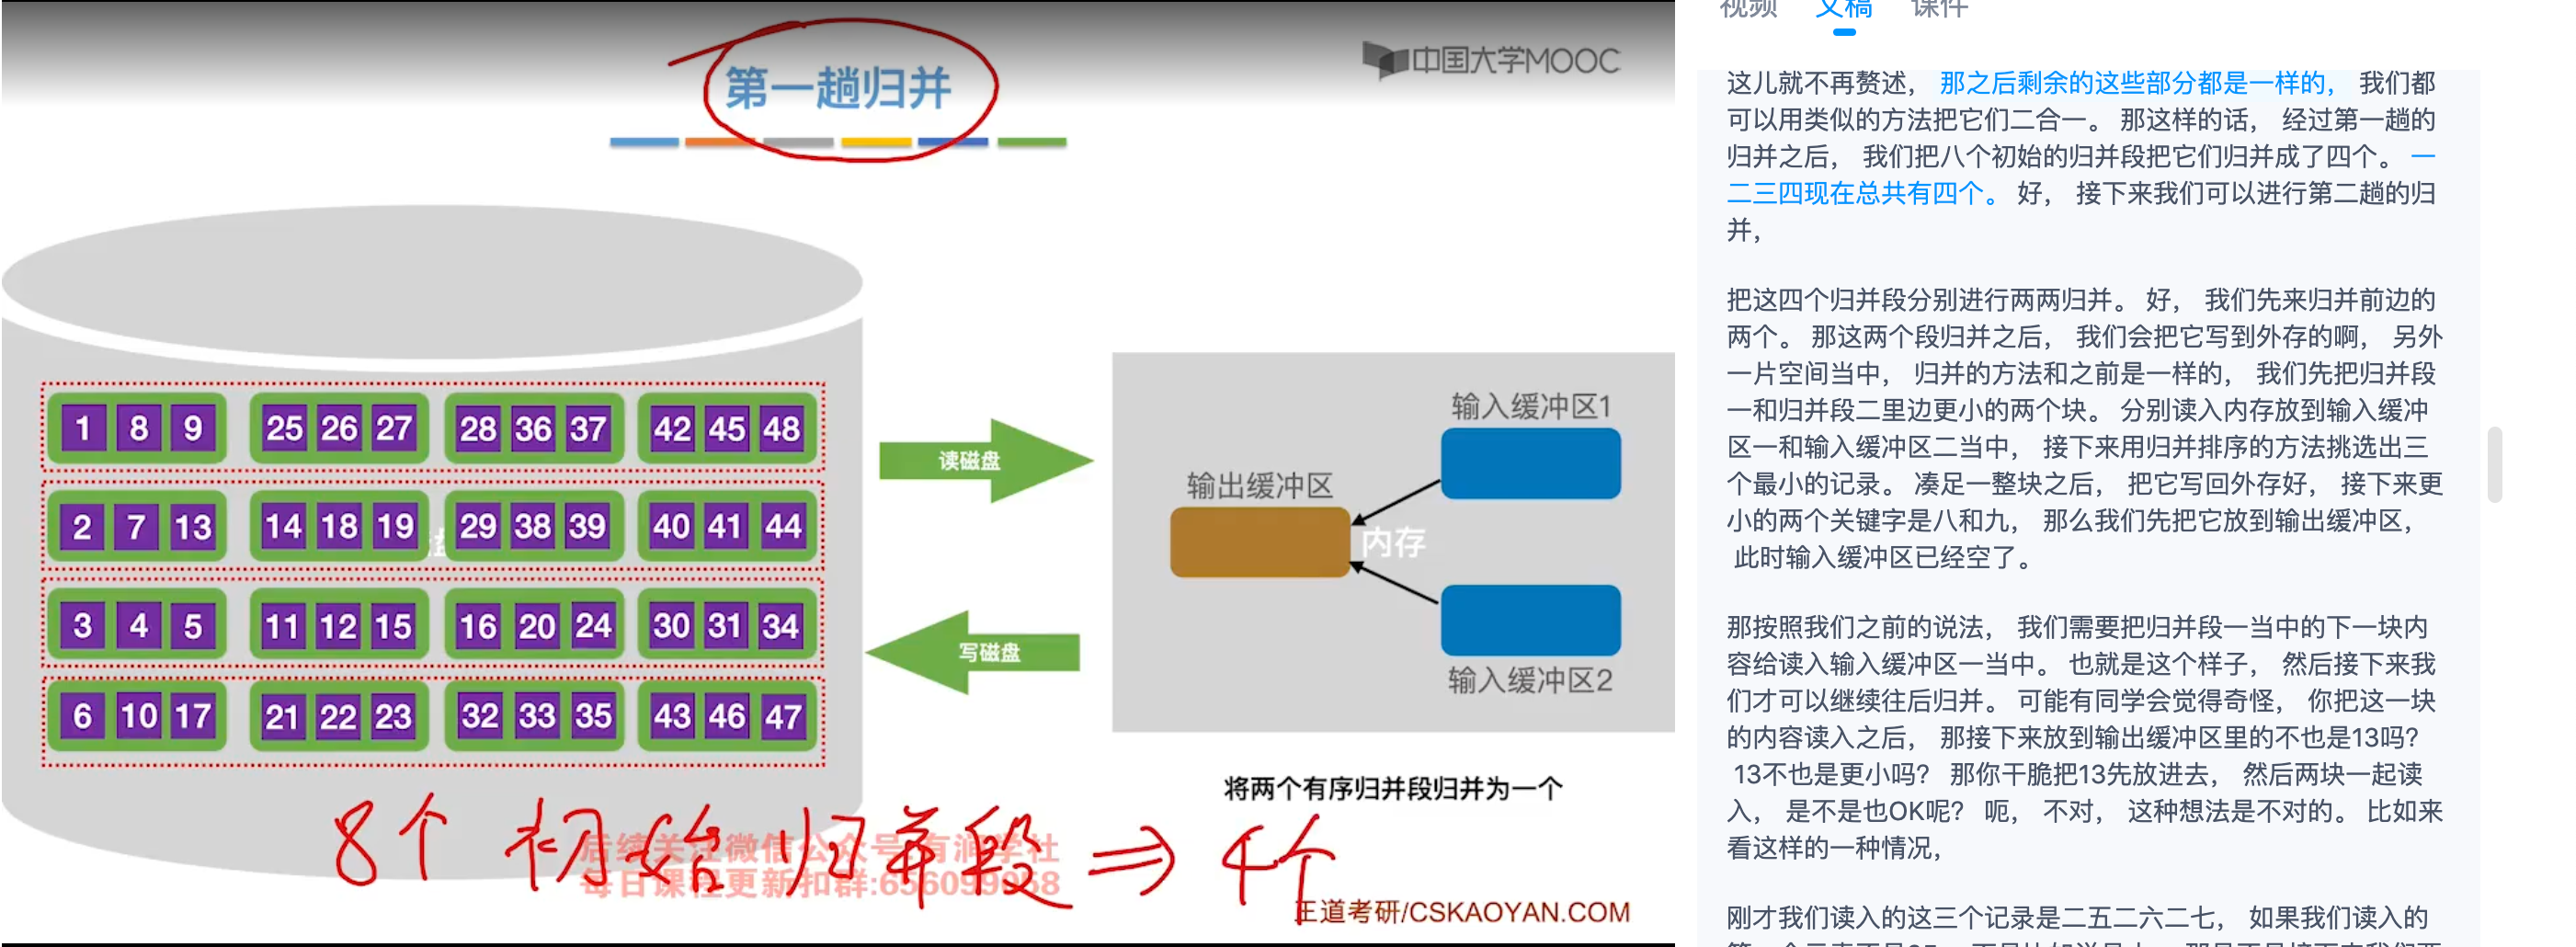 第一趟归并
中国大学MOOC
1 8 9 25 26 27 28 36 37 42 45 48
2 7 13 14 18 19 29 38 39 40 41 44
3 4 5 11 12 15 16 20 24 30 31 34
6 10 17 21 22 23 32 33 35 43 46 47
读磁盘
写磁盘
输入缓冲区1
输出缓冲区
内存
输入缓冲区2
将两个有序归并段归并为一个
8个 初始归并段 ⇒ 4个
后续关注微信公众号:有润学社
每日课程更新扣群:656099968
王道考研/CSKAOYAN.COM
视频 文稿 课件
这儿就不再赘述， 那之后剩余的这些部分都是一样的， 我们都
可以用类似的方法把它们二合一。 那这样的话， 经过第一趟的
归并之后， 我们把八个初始的归并段把它们归并成了四个。 一
二三四现在总共有四个。 好， 接下来我们可以进行第二趟的归
并，
把这四个归并段分别进行两两归并。 好， 我们先来归并前边的
两个。 那这两个段归并之后， 我们会把它写到外存的啊， 另外
一片空间当中， 归并的方法和之前是一样的， 我们先把归并段
一和归并段二里边更小的两个块。 分别读入内存放到输入缓冲
区一和输入缓冲区二当中， 接下来用归并排序的方法挑选出三
个最小的记录。 凑足一整块之后， 把它写回外存好， 接下来更
小的两个关键字是八和九， 那么我们先把它放到输出缓冲区，
此时输入缓冲区已经空了。
那按照我们之前的说法， 我们需要把归并段一当中的下一块内
容给读入输入缓冲区一当中。 也就是这个样子， 然后接下来我
们才可以继续往后归并。 可能有同学会觉得奇怪， 你把这一块
的内容读入之后， 那接下来放到输出缓冲区里的不也是13吗？
13不也是更小吗？ 那你干脆把13先放进去， 然后两块一起读
入， 是不是也OK呢？ 呃， 不对， 这种想法是不对的。 比如来
看这样的一种情况，
刚才我们读入的这三个记录是二五二六二七， 如果我们读入的